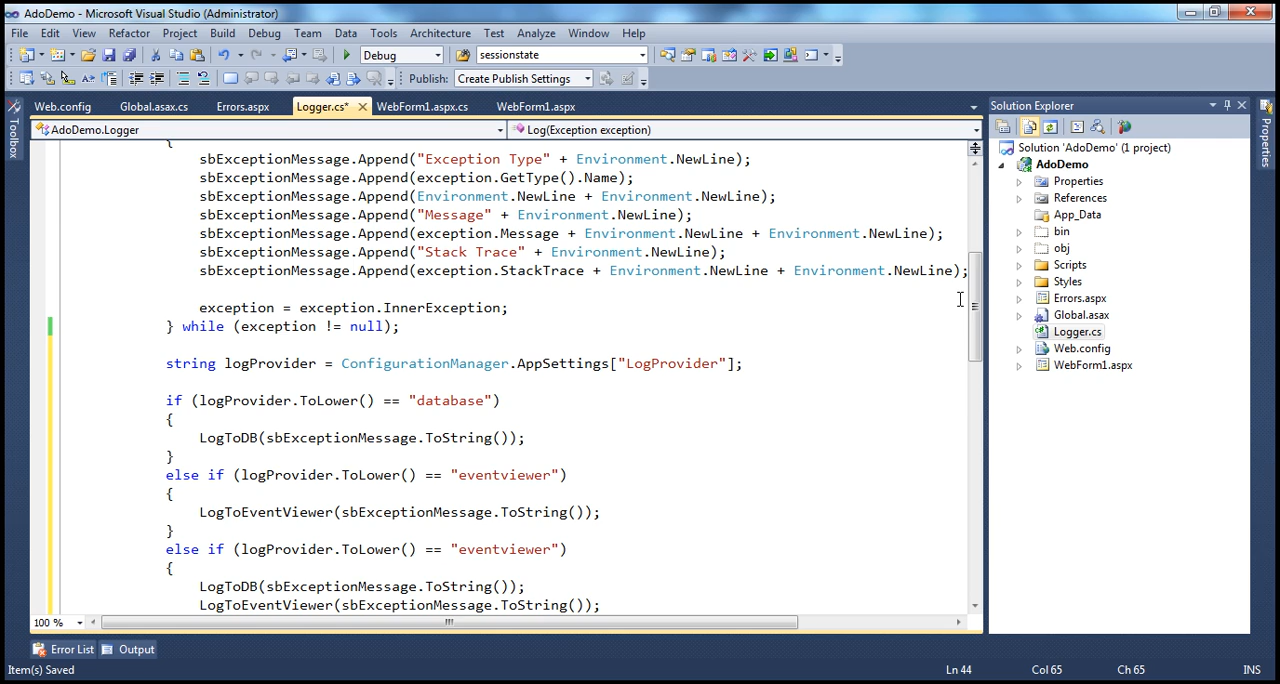 AdoDemo - Microsoft Visual Studio (Administrator)
File Edit View Refactor Project Build Debug Team Data Tools Architecture Test Analyze Window Help
Debug sessionstate
Publish: Create Publish Settings
Web.config Global.asax.cs Errors.aspx Logger.cs* WebForm1.aspx.cs WebForm1.aspx
AdoDemo.Logger Log(Exception exception)
{
sbExceptionMessage.Append("Exception Type" + Environment.NewLine);
sbExceptionMessage.Append(exception.GetType().Name);
sbExceptionMessage.Append(Environment.NewLine + Environment.NewLine);
sbExceptionMessage.Append("Message" + Environment.NewLine);
sbExceptionMessage.Append(exception.Message + Environment.NewLine + Environment.NewLine);
sbExceptionMessage.Append("Stack Trace" + Environment.NewLine);
sbExceptionMessage.Append(exception.StackTrace + Environment.NewLine + Environment.NewLine);
exception = exception.InnerException;
} while (exception != null);
string logProvider = ConfigurationManager.AppSettings["LogProvider"];
if (logProvider.ToLower() == "database")
{
LogToDB(sbExceptionMessage.ToString());
}
else if (logProvider.ToLower() == "eventviewer")
{
LogToEventViewer(sbExceptionMessage.ToString());
}
else if (logProvider.ToLower() == "eventviewer")
{
LogToDB(sbExceptionMessage.ToString());
LogToEventViewer(sbExceptionMessage.ToString());
100 %
Toolbox
Solution Explorer
Solution 'AdoDemo' (1 project)
AdoDemo
Properties
References
App_Data
bin
obj
Scripts
Styles
Errors.aspx
Global.asax
Logger.cs
Web.config
WebForm1.aspx
Properties
Error List Output
Item(s) Saved Ln 44 Col 65 Ch 65 INS